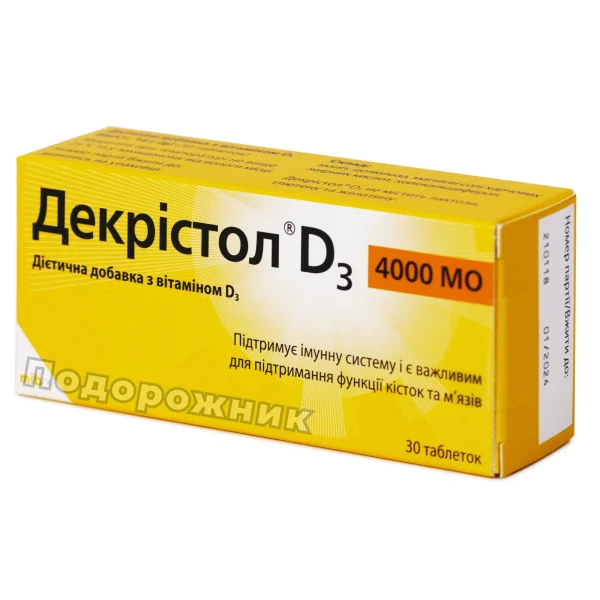 Декрістол® D3
4000 МО
Дієтична добавка з вітаміном D3
Підтримує імунну систему і є важливим
для підтримання функції кісток та м'язів
30 таблеток
Подорожник
Номер партії/Вжити до:
210118 01/2024